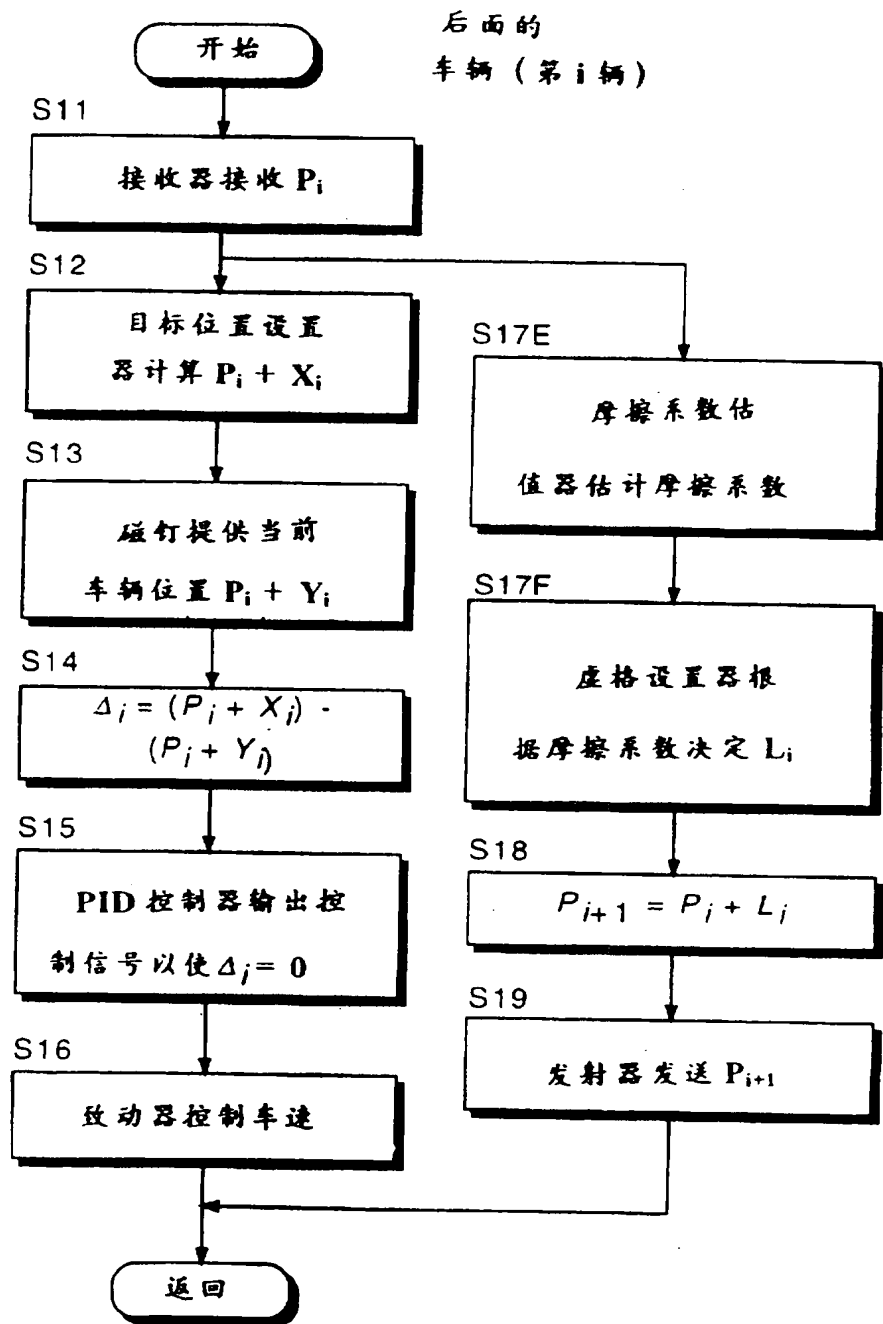 开始
后面的
车辆(第i辆)
S11
接收器接收 Pi
S12
目标位置设置
器计算 Pi + Xi
S13
磁钉提供当前
车辆位置 Pi + Yi
S14
Δi = (Pi + Xi) -
(Pi + Yi)
S15
PID 控制器输出控
制信号以使Δi = 0
S16
致动器控制车速
S17E
摩擦系数估
值器估计摩擦系数
S17F
虚格设置器根
据摩擦系数决定 Li
S18
Pi+1 = Pi + Li
S19
发射器发送 Pi+1
返回